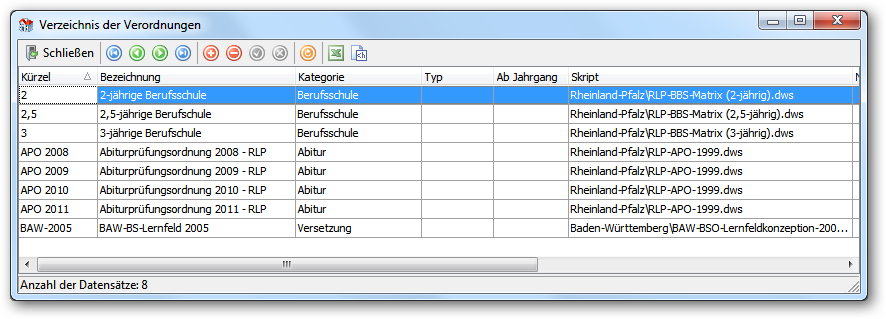 Verzeichnis der Verordnungen
Schließen
Kürzel Bezeichnung Kategorie Typ Ab Jahrgang Skript
2 2-jährige Berufsschule Berufsschule Rheinland-Pfalz\RLP-BBS-Matrix (2-jährig).dws
2,5 2,5-jährige Berufsschule Berufsschule Rheinland-Pfalz\RLP-BBS-Matrix (2,5-jährig).dws
3 3-jährige Berufschule Berufsschule Rheinland-Pfalz\RLP-BBS-Matrix (3-jährig).dws
APO 2008 Abiturprüfungsordnung 2008 - RLP Abitur Rheinland-Pfalz\RLP-APO-1999.dws
APO 2009 Abiturprüfungsordnung 2009 - RLP Abitur Rheinland-Pfalz\RLP-APO-1999.dws
APO 2010 Abiturprüfungsordnung 2010 - RLP Abitur Rheinland-Pfalz\RLP-APO-1999.dws
APO 2011 Abiturprüfungsordnung 2011 - RLP Abitur Rheinland-Pfalz\RLP-APO-1999.dws
BAW-2005 BAW-BS-Lernfeld 2005 Versetzung Baden-Württemberg\BAW-BSO-Lernfeldkonzeption-200...
Anzahl der Datensätze: 8